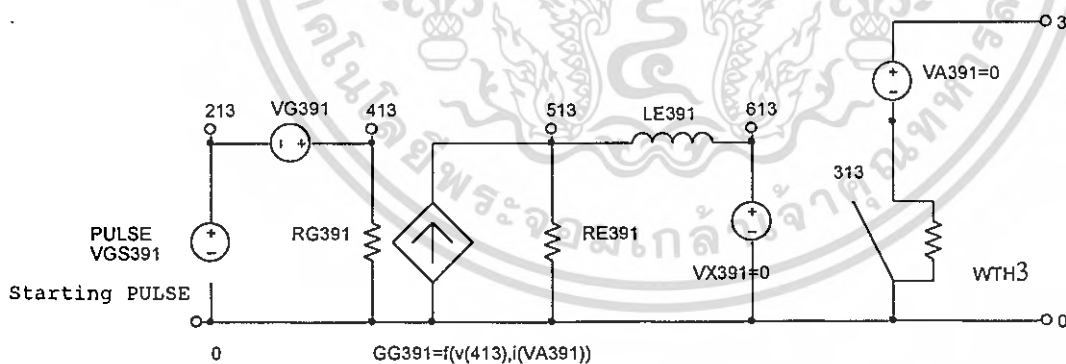 3
VA391=0
213
VG391
413
513
LE391
613
313
PULSE
VGS391
RG391
RE391
VX391=0
WTH3
Starting PULSE
0
GG391=f(v(413),i(VA391))
0